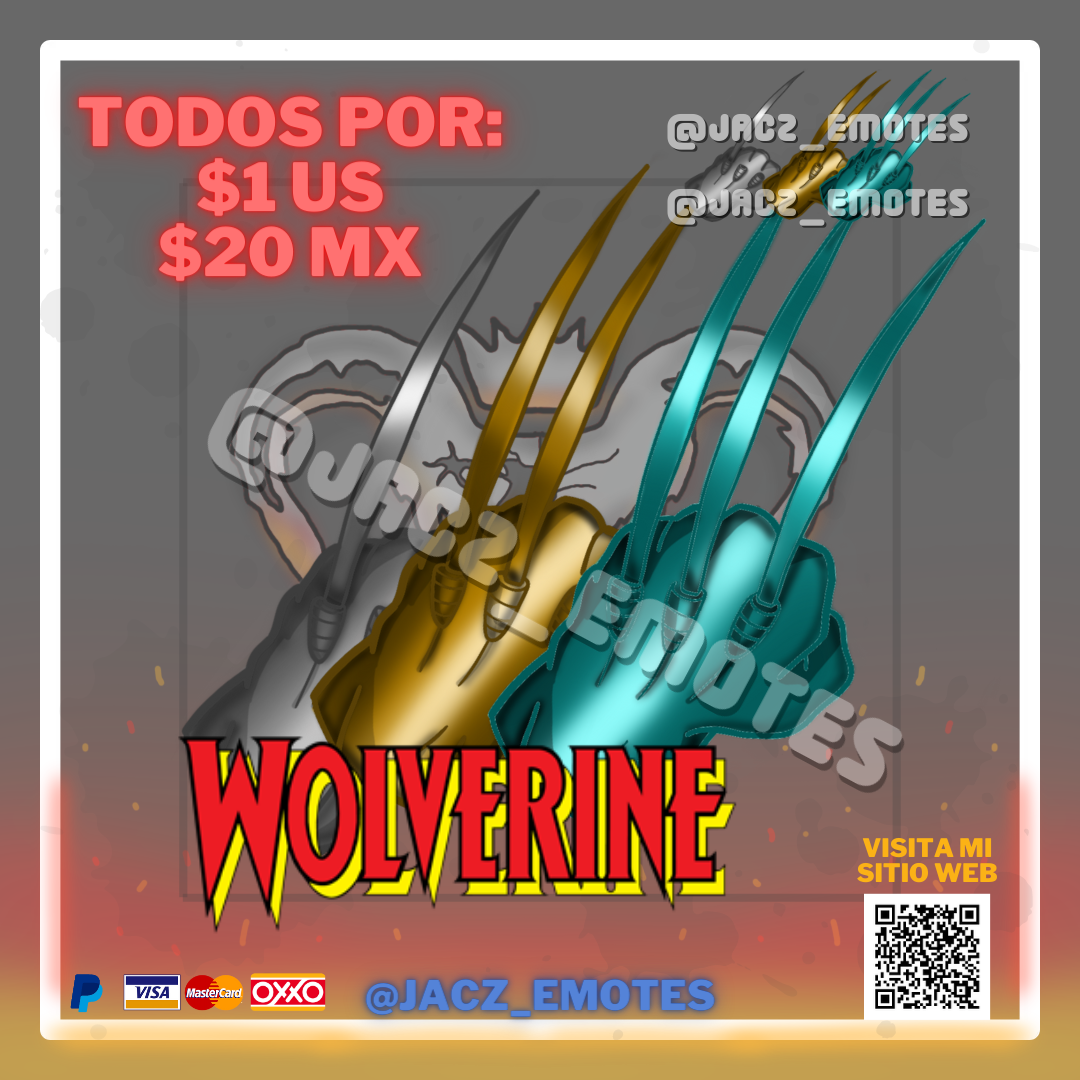 TODOS POR:
$1 US
$20 MX
@JACZ_EMOTES
@JACZ_EMOTES
@JACZ_EMOTES
WOLVERINE
VISITA MI
SITIO WEB
VISA
MasterCard
OXXO
@JACZ_EMOTES